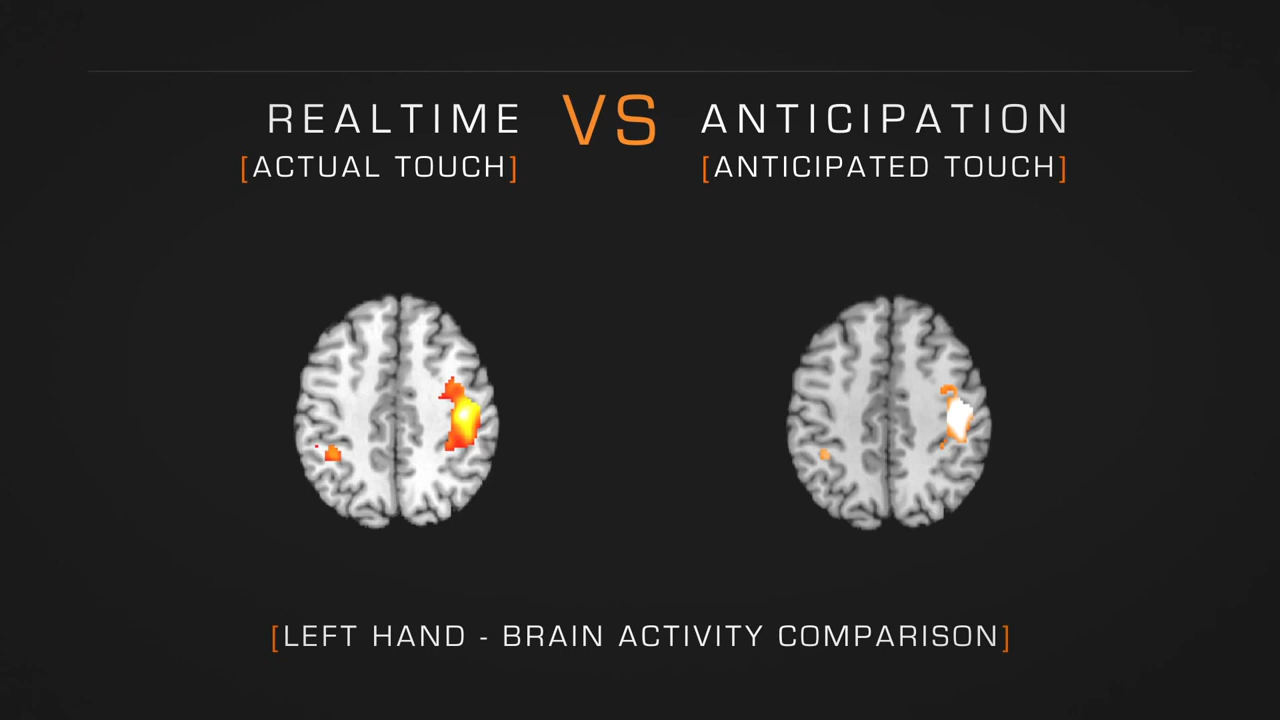 REALTIME VS ANTICIPATION
[ACTUAL TOUCH] [ANTICIPATED TOUCH]
[LEFT HAND - BRAIN ACTIVITY COMPARISON]